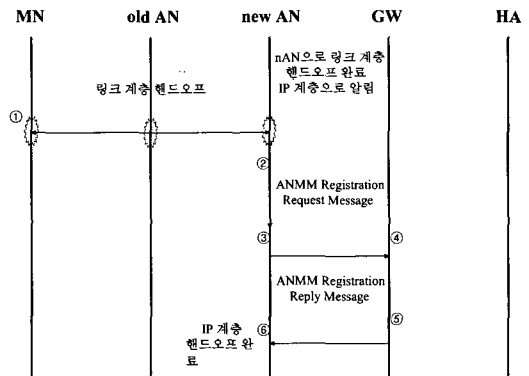 MN old AN new AN GW HA
nAN으로 링크 계층
핸드오프 완료
IP 계층으로 알림
링크 계층 핸드오프
①
②
ANMM Registration
Request Message
③ ④
ANMM Registration
Reply Message
⑤
IP 계층 ⑥
핸드오프 완
료